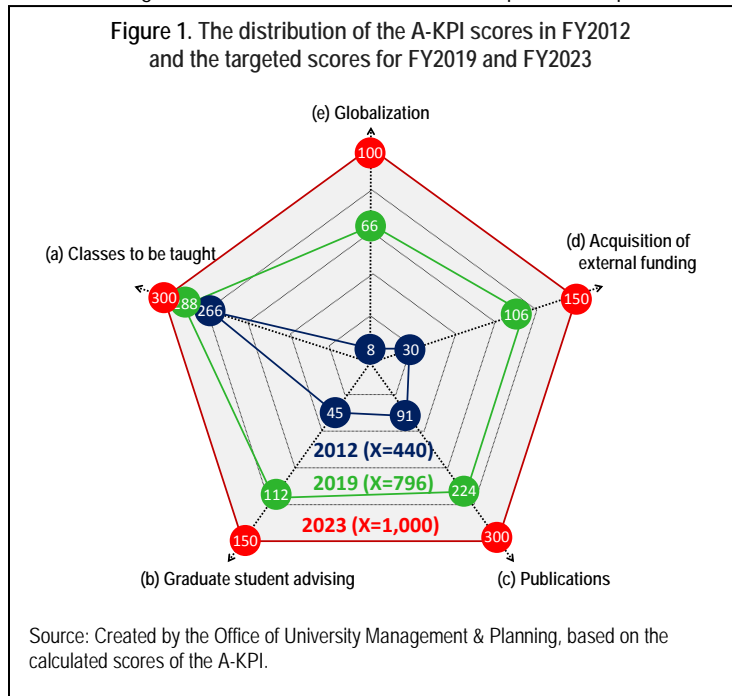 Figure 1. The distribution of the A-KPI scores in FY2012
and the targeted scores for FY2019 and FY2023
(e) Globalization
100
66
(a) Classes to be taught
(d) Acquisition of
external funding
300
288
266
150
106
8
30
45
91
2012 (X=440)
2019 (X=796)
112
224
2023 (X=1,000)
150
300
(b) Graduate student advising
(c) Publications
Source: Created by the Office of University Management & Planning, based on the
calculated scores of the A-KPI.